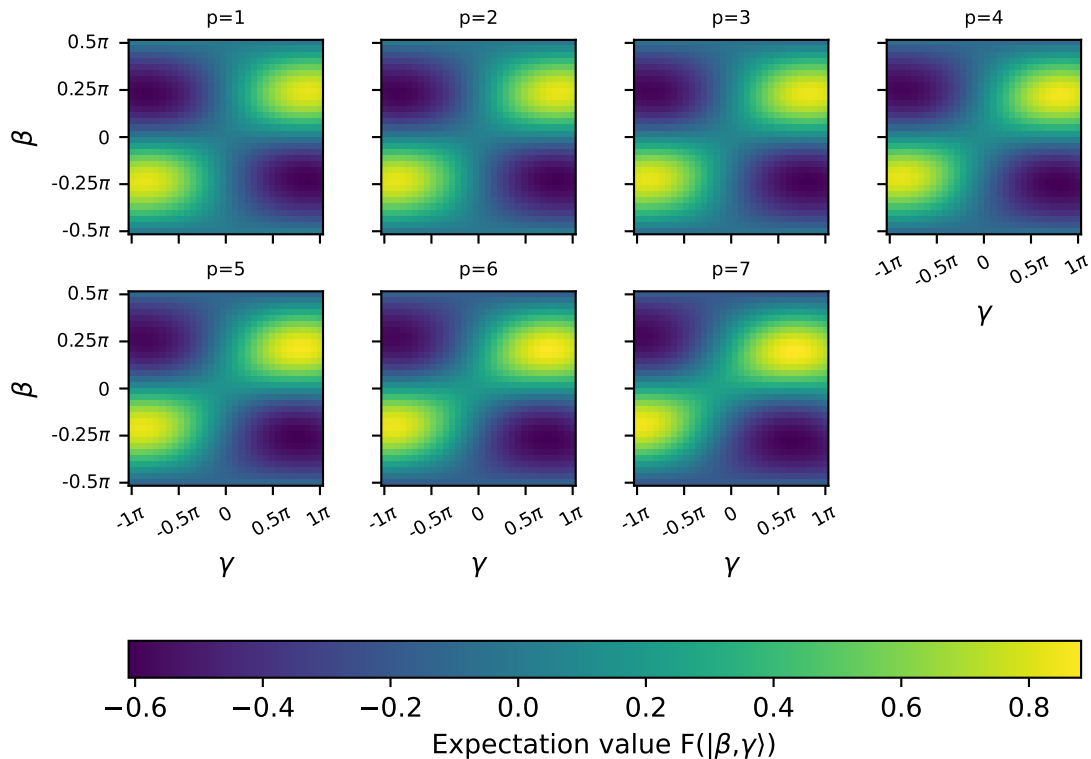 p=1 p=2 p=3 p=4
0.5π
0.25π
0
-0.25π
-0.5π
β
-1π -0.5π 0 0.5π 1π
γ
p=5 p=6 p=7
0.5π
0.25π
0
-0.25π
-0.5π
β
-1π -0.5π 0 0.5π 1π -1π -0.5π 0 0.5π 1π -1π -0.5π 0 0.5π 1π
γ γ γ
−0.6 −0.4 −0.2 0.0 0.2 0.4 0.6 0.8
Expectation value F(|β,γ⟩)